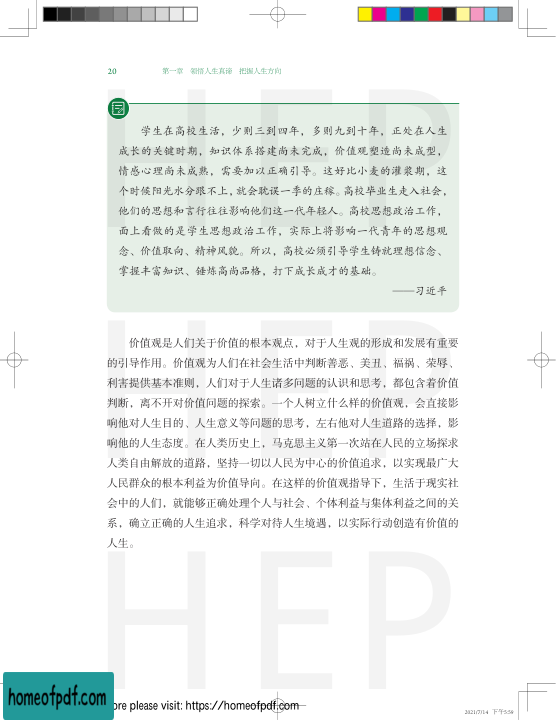 20 第一章 领悟人生真谛 把握人生方向
学生在高校生活，少则三到四年，多则九到十年，正处在人生
成长的关键时期，知识体系搭建尚未完成，价值观塑造尚未成型，
情感心理尚未成熟，需要加以正确引导。这好比小麦的灌浆期，这
个时候阳光水分跟不上，就会耽误一季的庄稼。高校毕业生走入社会，
他们的思想和言行往往影响他们这一代年轻人。高校思想政治工作，
面上看做的是学生思想政治工作，实际上将影响一代青年的思想观
念、价值取向、精神风貌。所以，高校必须引导学生铸就理想信念、
掌握丰富知识、锤炼高尚品格，打下成长成才的基础。
——习近平
价值观是人们关于价值的根本观点，对于人生观的形成和发展有重要
的引导作用。价值观为人们在社会生活中判断善恶、美丑、福祸、荣辱、
利害提供基本准则，人们对于人生诸多问题的认识和思考，都包含着价值
判断，离不开对价值问题的探索。一个人树立什么样的价值观，会直接影
响他对人生目的、人生意义等问题的思考，左右他对人生道路的选择，影
响他的人生态度。在人类历史上，马克思主义第一次站在人民的立场探求
人类自由解放的道路，坚持一切以人民为中心的价值追求，以实现最广大
人民群众的根本利益为价值导向。在这样的价值观指导下，生活于现实社
会中的人们，就能够正确处理个人与社会、个体利益与集体利益之间的关
系，确立正确的人生追求，科学对待人生境遇，以实际行动创造有价值的
人生。
HEP
HEP
HEP
homeofpdf.com
ore please visit: https://homeofpdf.com
2021/7/14 下午5:59